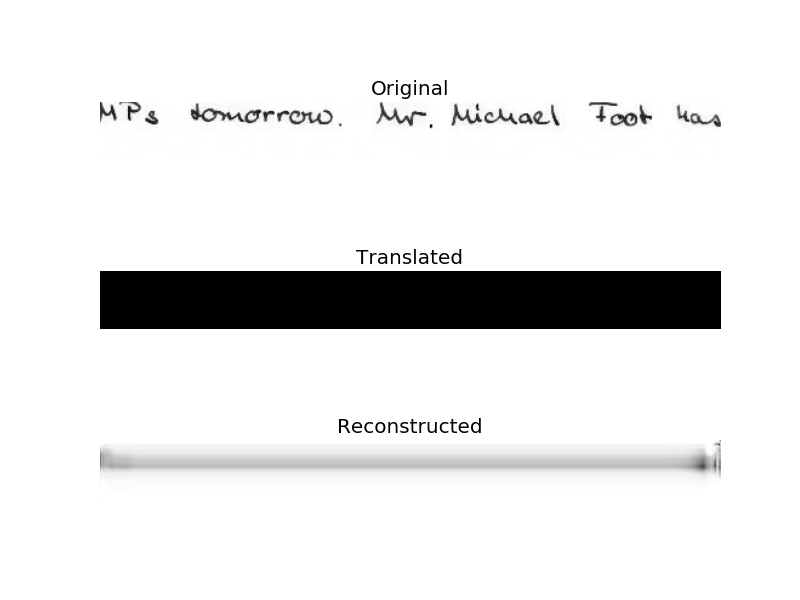 Original
MPs tomorrow. Mr. Michael Foot has
Translated
Reconstructed